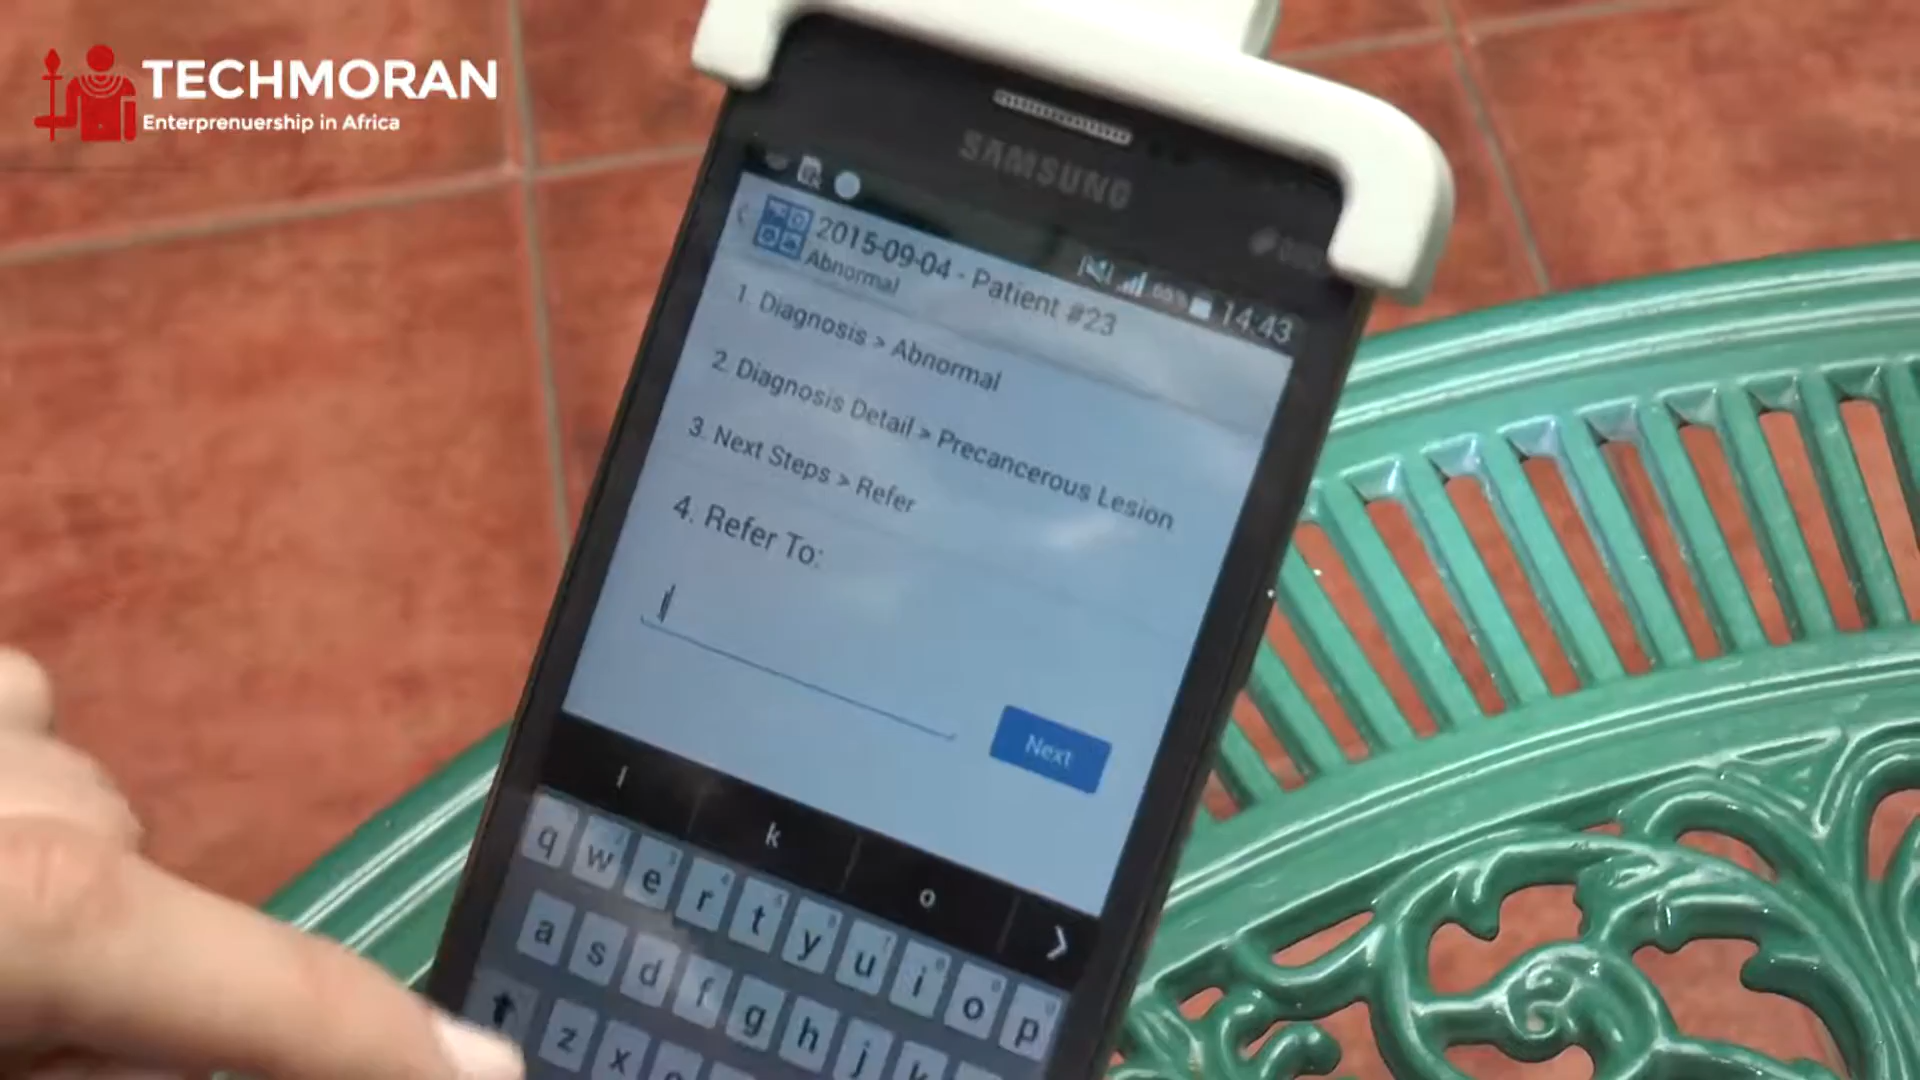 TECHMORAN
Enterprenuership in Africa
SAMSUNG
14:43
2015-09-04 - Patient #23
Abnormal
1. Diagnosis > Abnormal
2. Diagnosis Detail > Precancerous Lesion
3. Next Steps > Refer
4. Refer To:
Next
l k o
q w e r t y u i o p
a s d f g h j k
z x